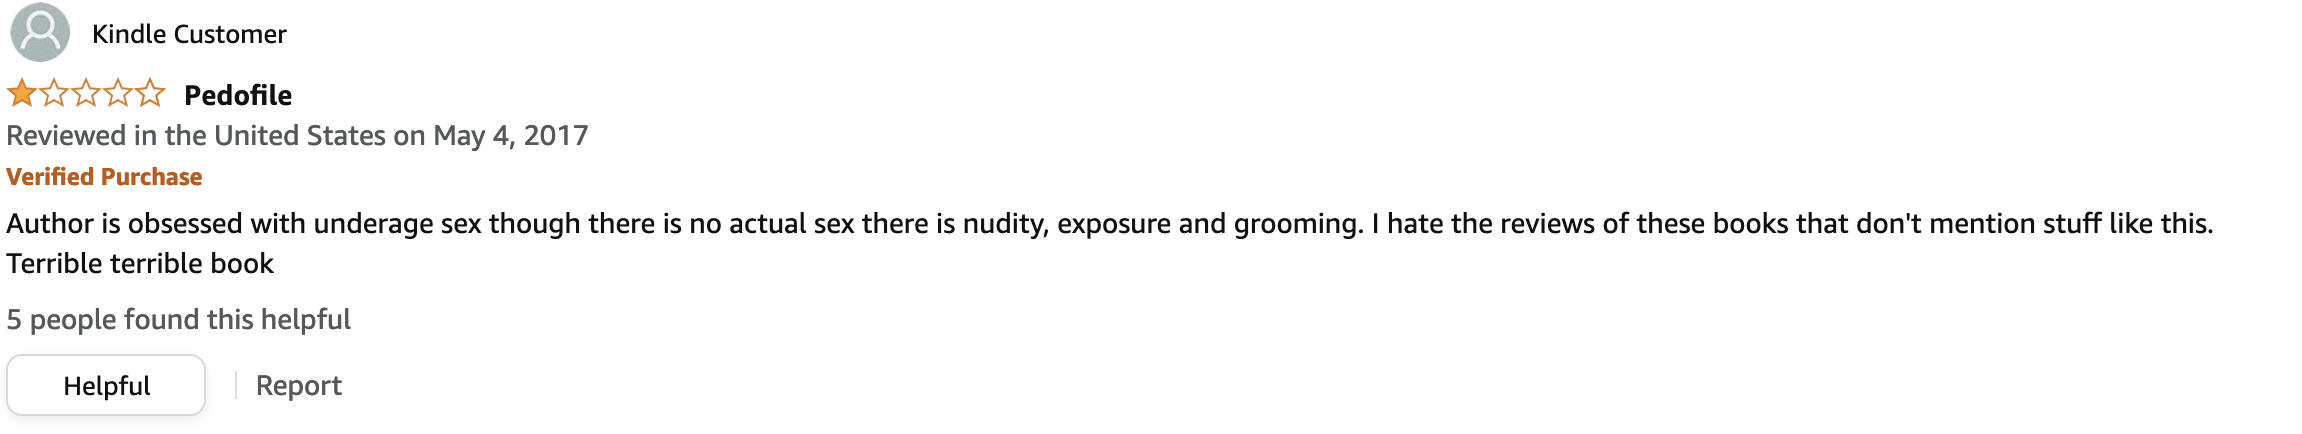 Kindle Customer
Pedofile
Reviewed in the United States on May 4, 2017
Verified Purchase
Author is obsessed with underage sex though there is no actual sex there is nudity, exposure and grooming. I hate the reviews of these books that don't mention stuff like this.
Terrible terrible book
5 people found this helpful
Helpful
Report